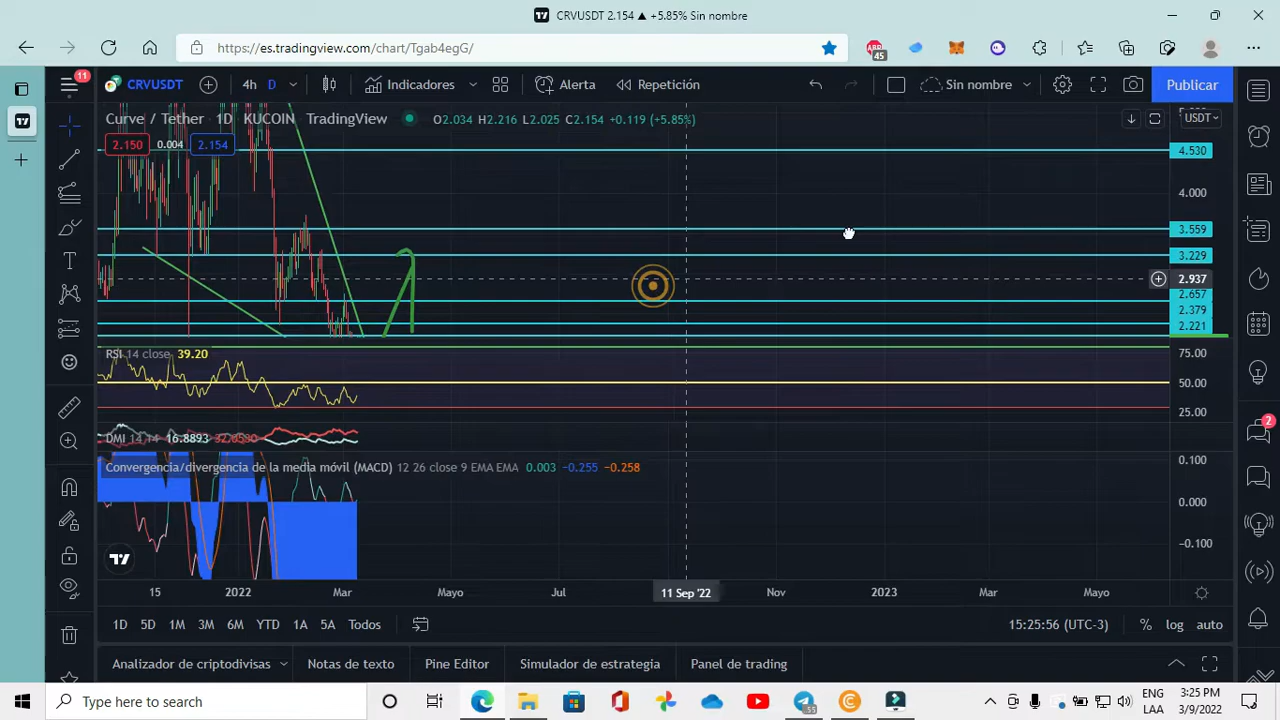 CRVUSDT 2.154 ▲ +5.85% Sin nombre
https://es.tradingview.com/chart/Tgab4egG/
45
11
CRVUSDT
4h
D
Indicadores
Alerta
Repetición
Sin nombre
Publicar
Curve / Tether · 1D · KUCOIN · TradingView
O2.034 H2.216 L2.025 C2.154 +0.119 (+5.85%)
USDT
2.150
0.004
2.154
4.530
4.000
3.559
3.229
2.937
2.657
2.379
2.221
RSI 14 close 39.20
75.00
50.00
25.00
DMI 14 14 16.8893
Convergencia/divergencia de la media móvil (MACD) 12 26 close 9 EMA EMA 0.003 −0.255 −0.258
0.100
0.000
−0.100
15
2022
Mar
Mayo
Jul
11 Sep '22
Nov
2023
Mar
Mayo
2
1D 5D 1M 3M 6M YTD 1A 5A Todos
15:25:56 (UTC-3)
% log auto
Analizador de criptodivisas
Notas de texto
Pine Editor
Simulador de estrategia
Panel de trading
Type here to search
ENG
LAA
3:25 PM
3/9/2022